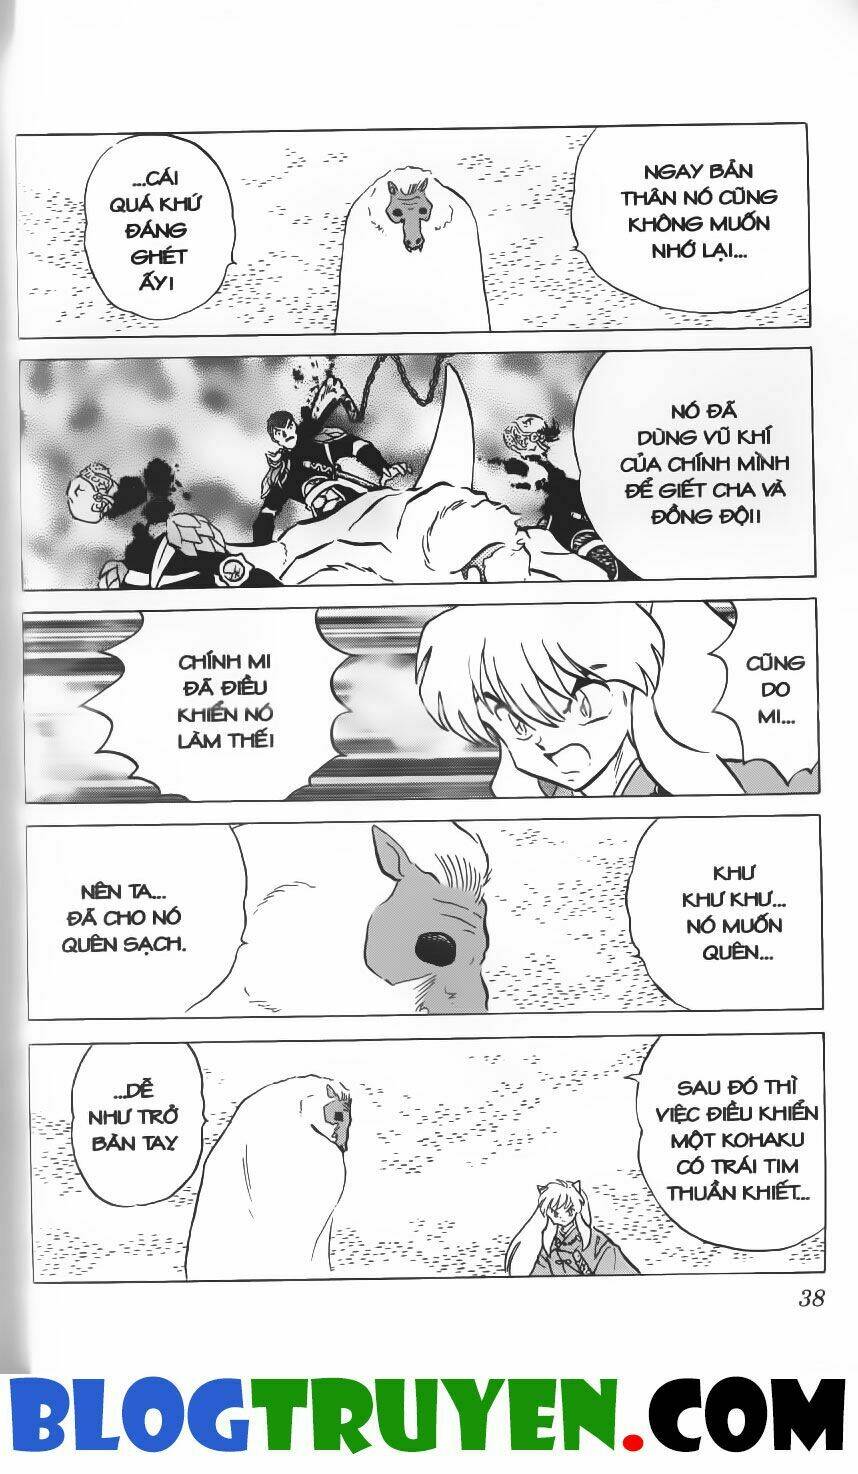 NGAY BẢN
THÂN NÓ CŨNG
KHÔNG MUỐN
NHỚ LẠI...
...CÁI
QUÁ KHỨ
ĐÁNG
GHÉT
ẤY!
NÓ ĐÃ
DÙNG VŨ KHÍ
CỦA CHÍNH MÌNH
ĐỂ GIẾT CHA VÀ
ĐỒNG ĐỘI!
CŨNG
DO
MI...
CHÍNH MI
ĐÃ ĐIỀU
KHIỂN NÓ
LÀM THẾ!
KHƯ
KHƯ KHƯ...
NÓ MUỐN
QUÊN...
NÊN TA...
ĐÃ CHO NÓ
QUÊN SẠCH.
SAU ĐÓ THÌ
VIỆC ĐIỀU KHIỂN
MỘT KOHAKU
CÓ TRÁI TIM
THUẦN KHIẾT...
...DỄ
NHƯ TRỞ
BÀN TAY.
38
BLOGTRUYEN.COM